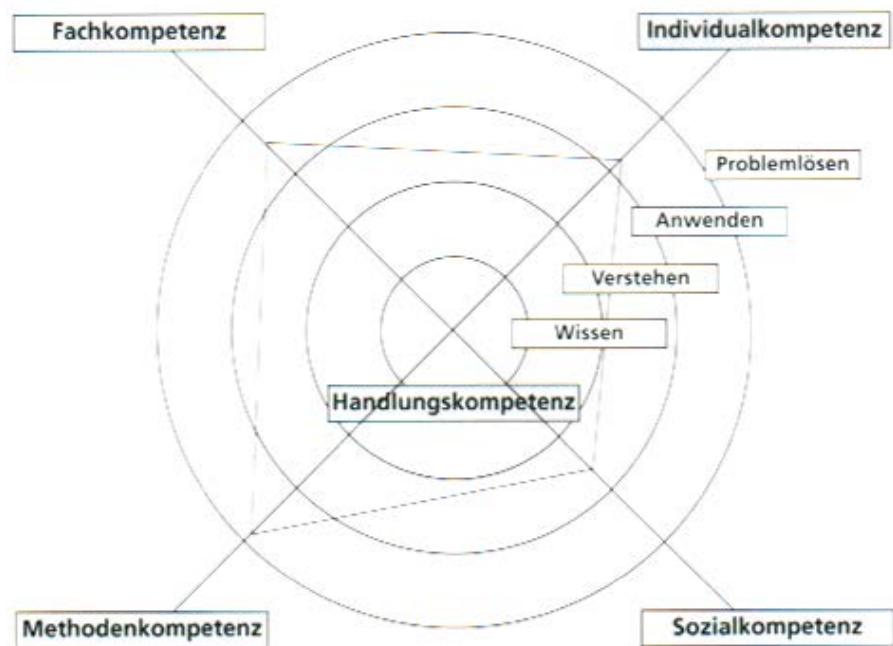 Fachkompetenz
Individualkompetenz
Problemlösen
Anwenden
Verstehen
Wissen
Handlungskompetenz
Methodenkompetenz
Sozialkompetenz